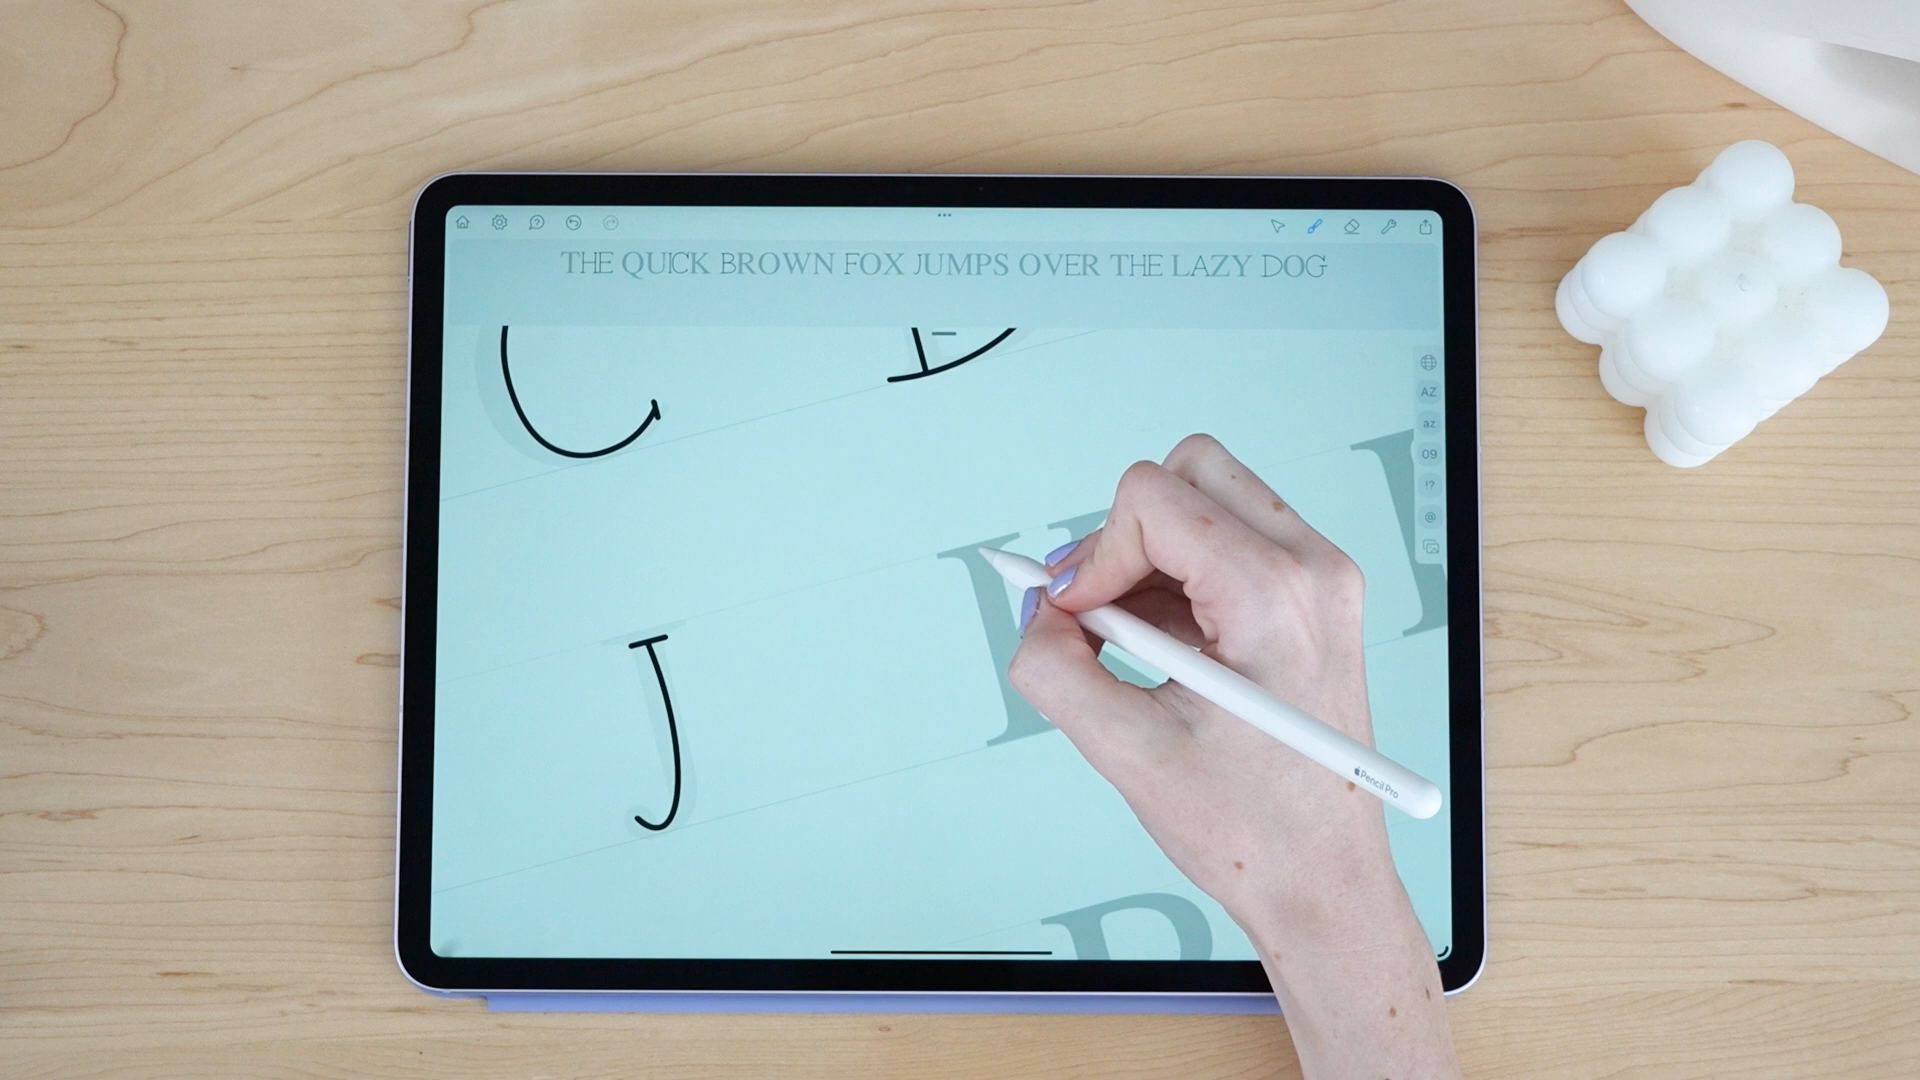 THE QUICK BROWN FOX JUMPS OVER THE LAZY DOG
AZ
az
09
!?
@
J
K
Pencil Pro